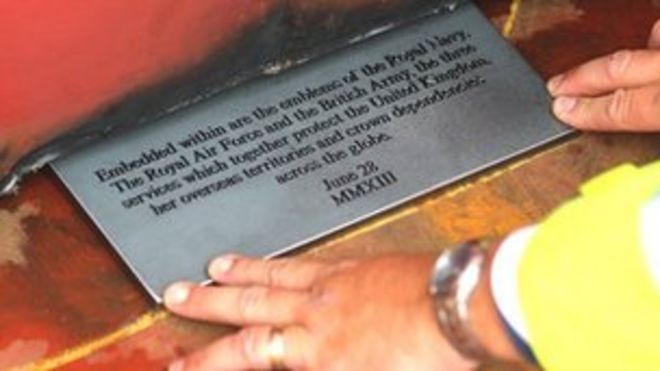 Embedded within are the emblems of the Royal Navy,
The Royal Air Force and the British Army, the three
services which together protect the United Kingdom,
her overseas territories and crown dependencies,
across the globe.
June 28
MMXIII